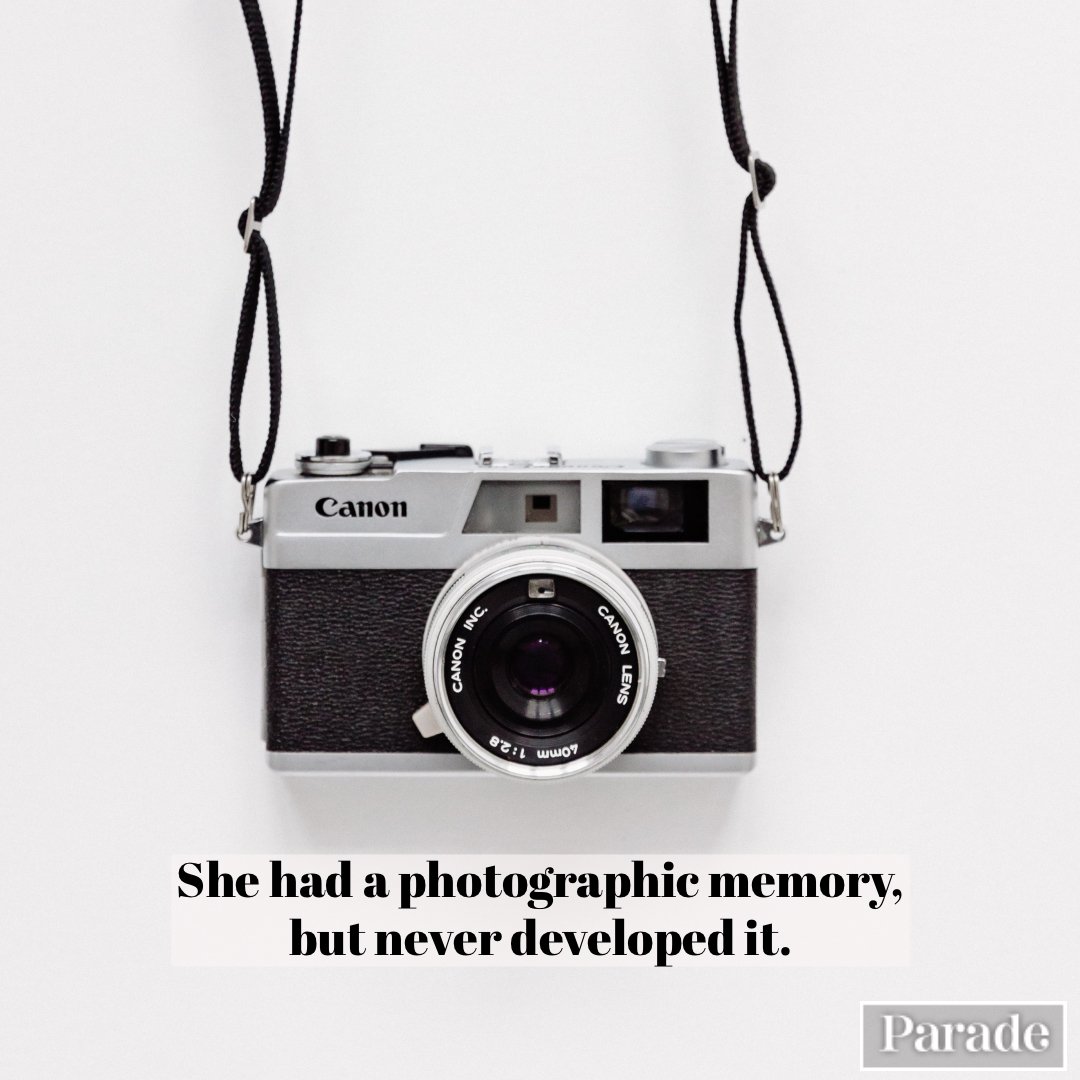 Canon
CANON INC.
CANON LENS
40mm 1:2.8
She had a photographic memory,
but never developed it.
Parade